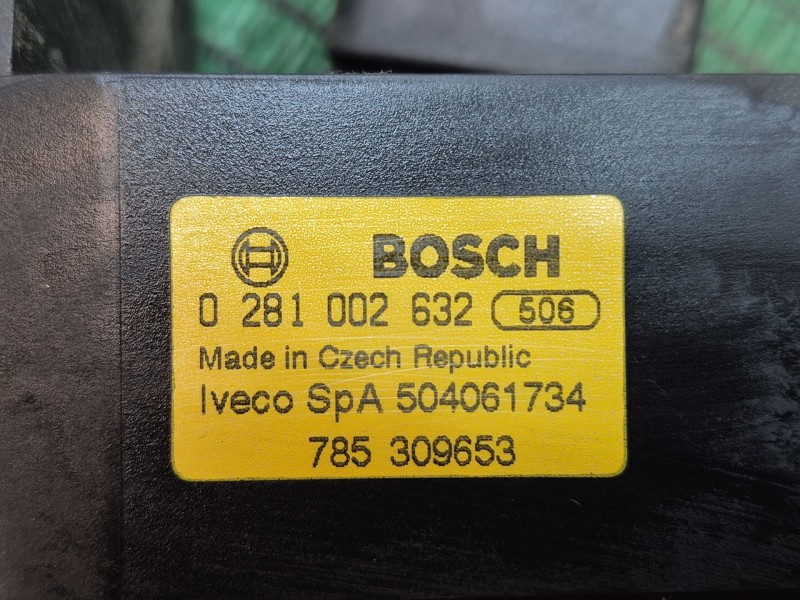 BOSCH
0 281 002 632 506
Made in Czech Republic
Iveco SpA 504061734
785 309653